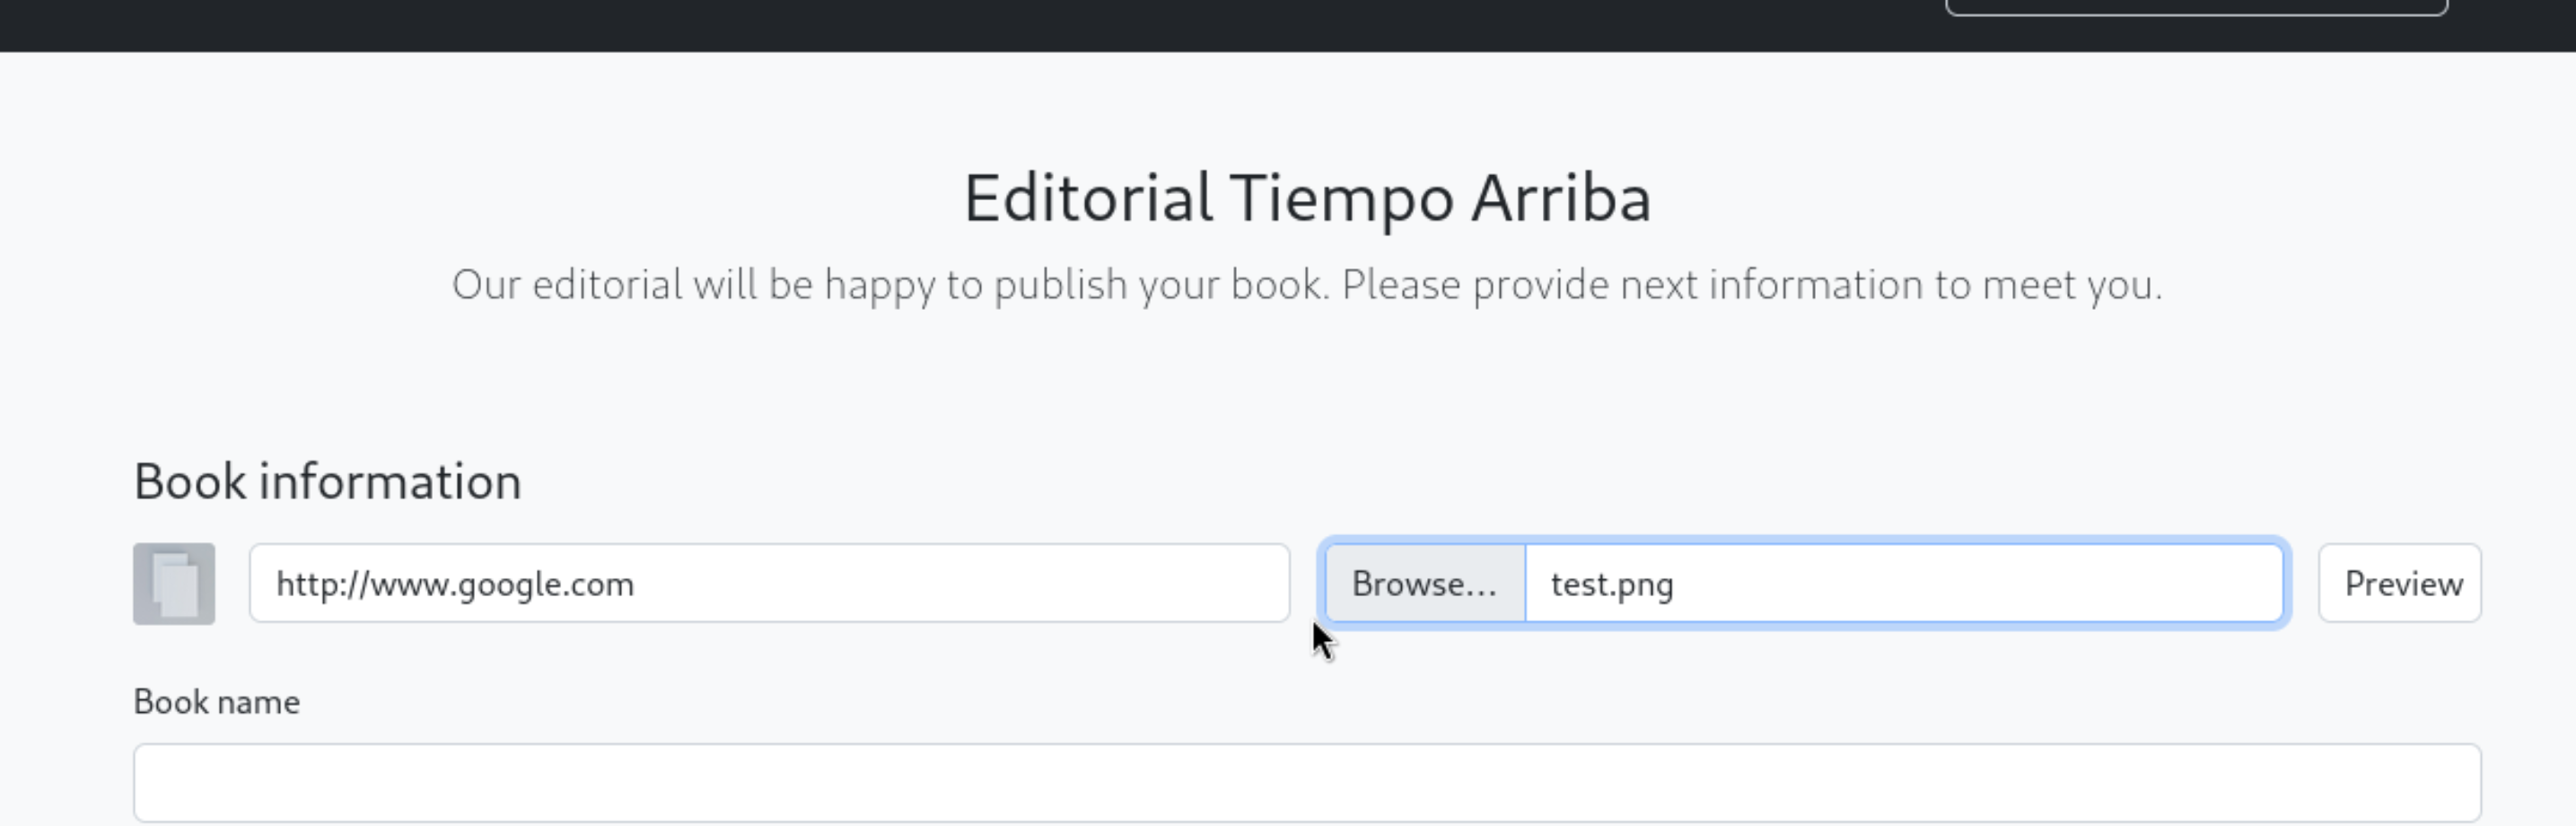 Editorial Tiempo Arriba
Our editorial will be happy to publish your book. Please provide next information to meet you.
Book information
http://www.google.com Browse... test.png Preview
Book name